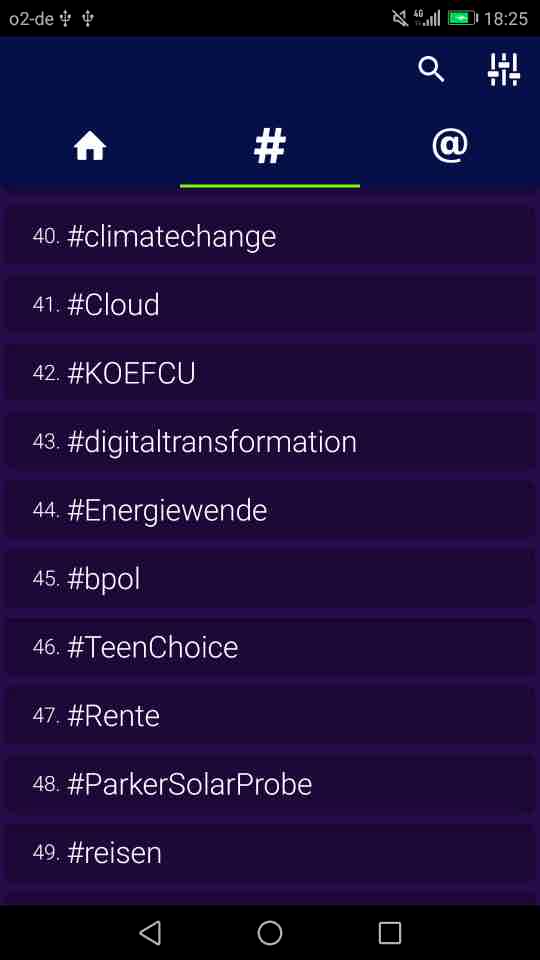 o2-de 4G 18:25
# @
40. #climatechange
41. #Cloud
42. #KOEFCU
43. #digitaltransformation
44. #Energiewende
45. #bpol
46. #TeenChoice
47. #Rente
48. #ParkerSolarProbe
49. #reisen